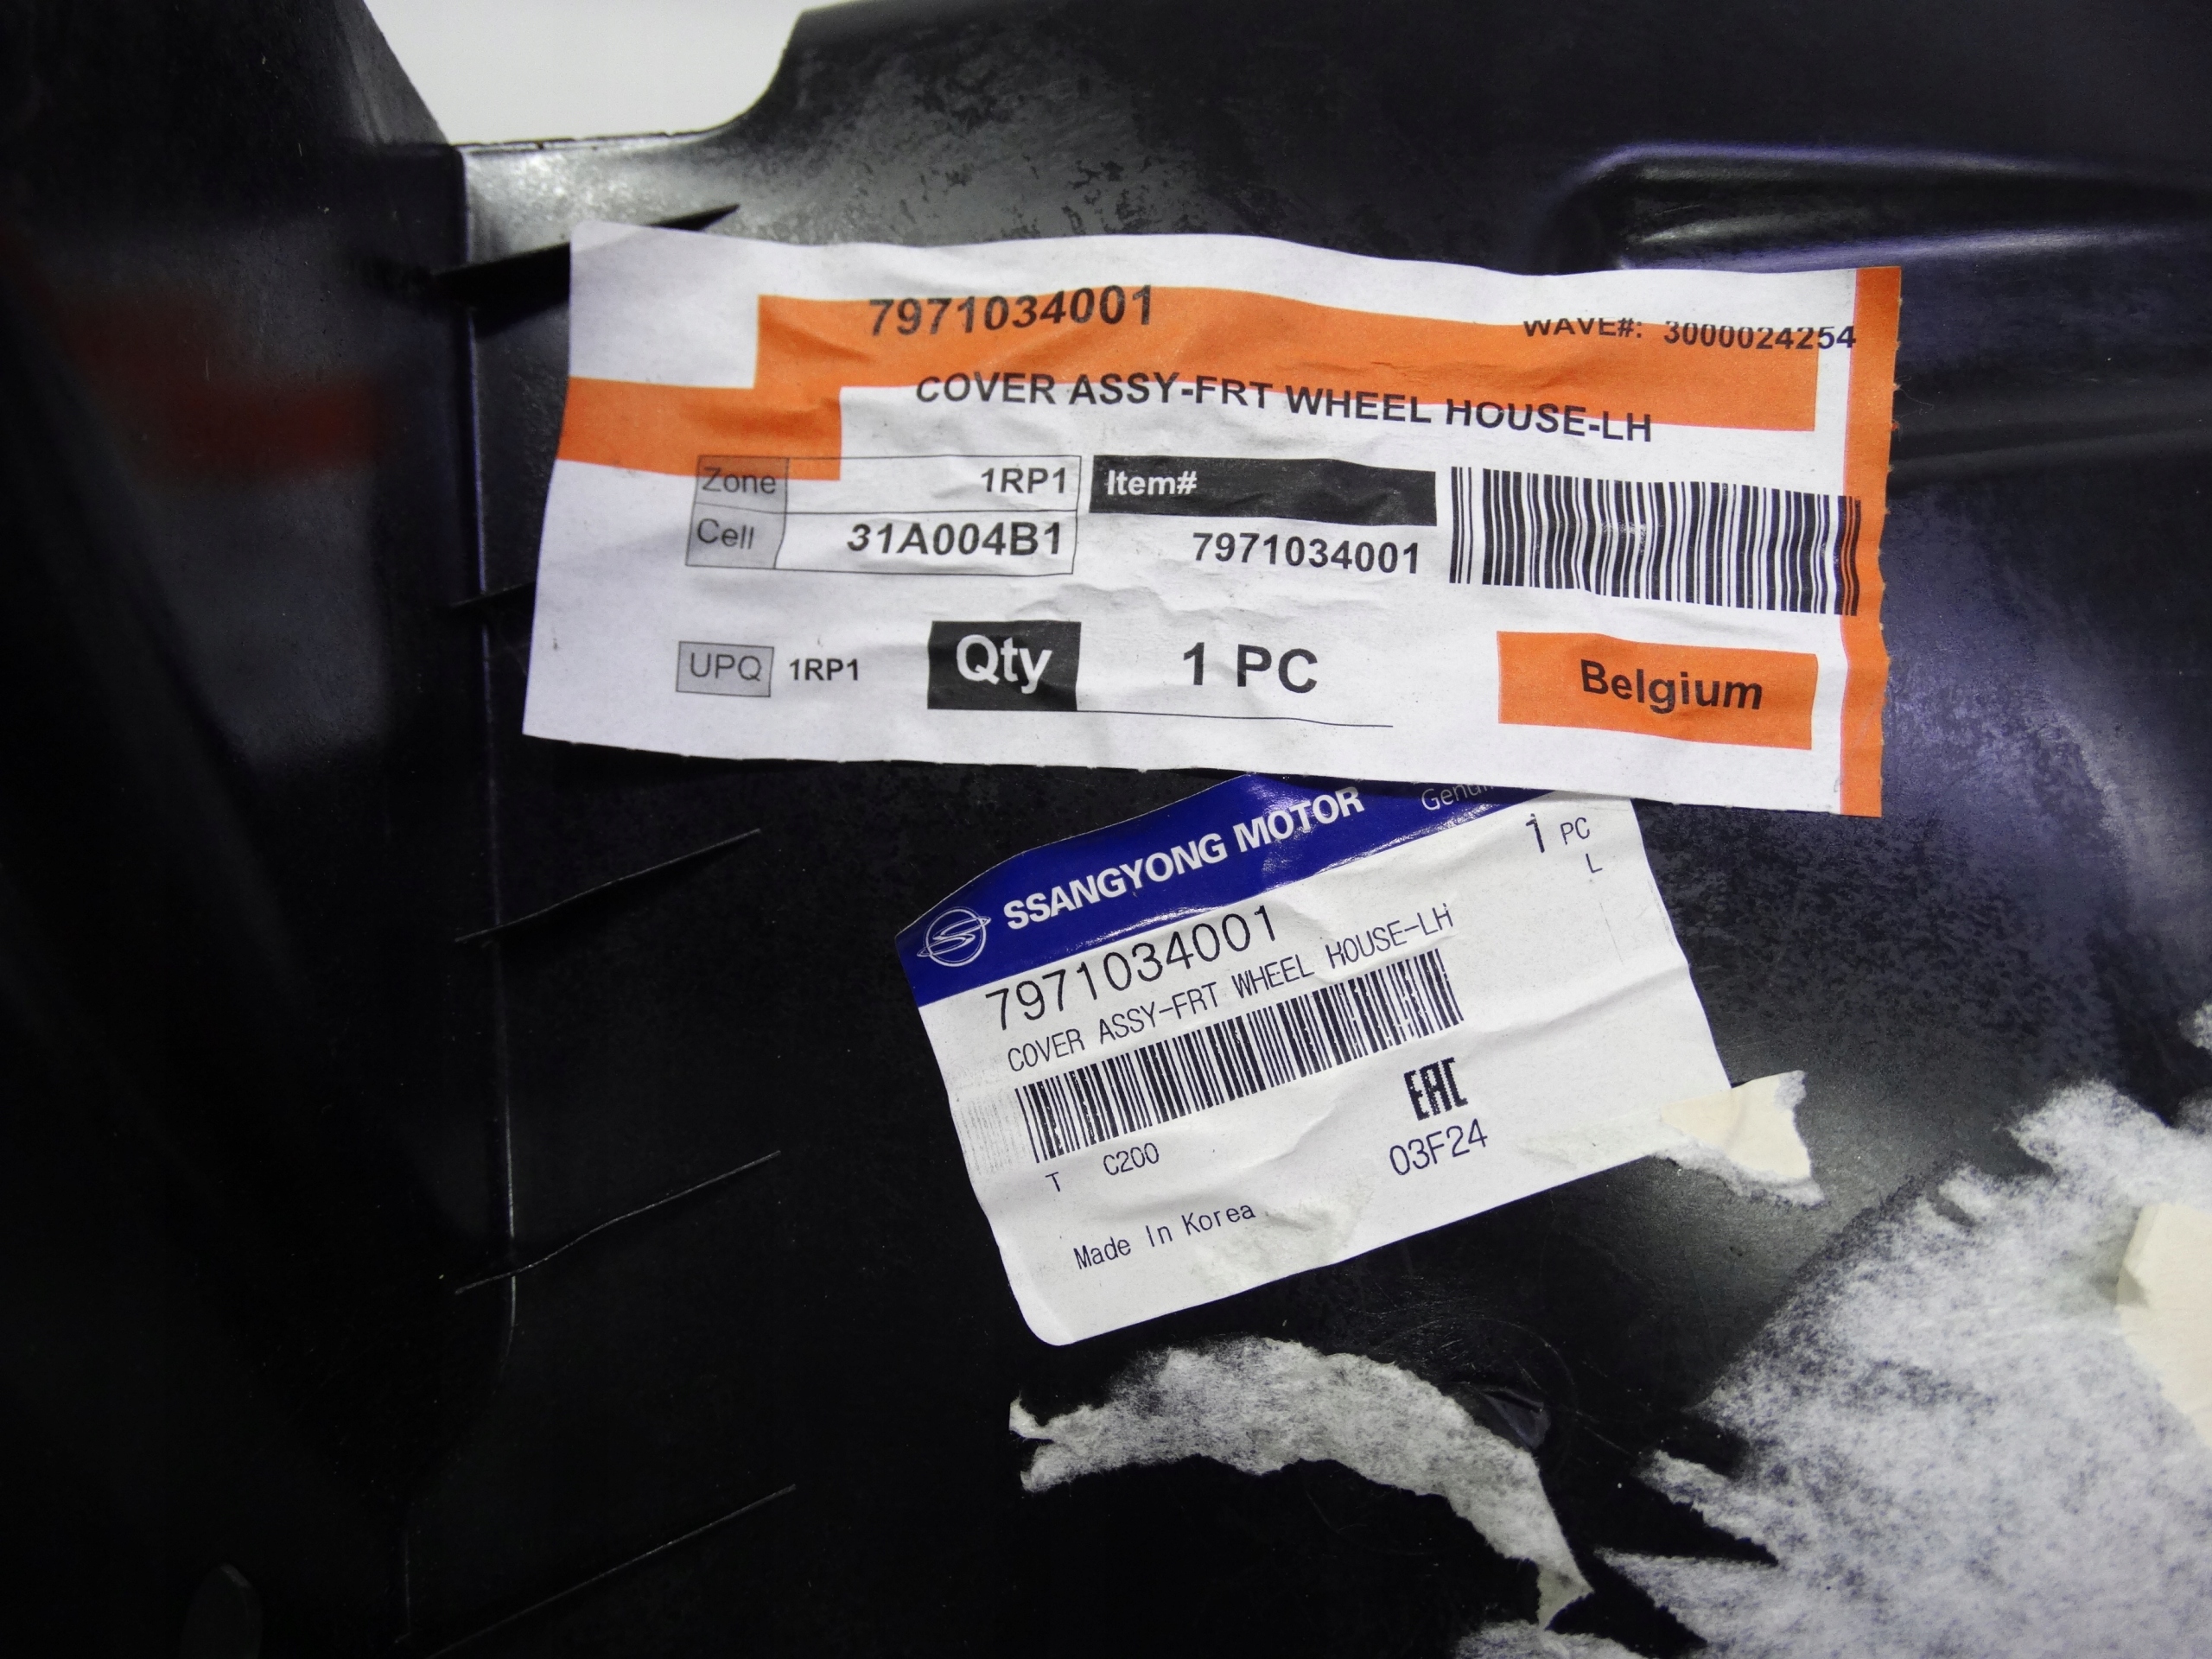 7971034001
WAVE#: 3000024254
COVER ASSY-FRT WHEEL HOUSE-LH
Zone 1RP1
Cell 31A004B1
Item#
7971034001
UPQ 1RP1
Qty 1 PC
Belgium
SSANGYONG MOTOR
1 PC
L
7971034001
COVER ASSY-FRT WHEEL HOUSE-LH
EAC
T C200
03F24
Made In Korea